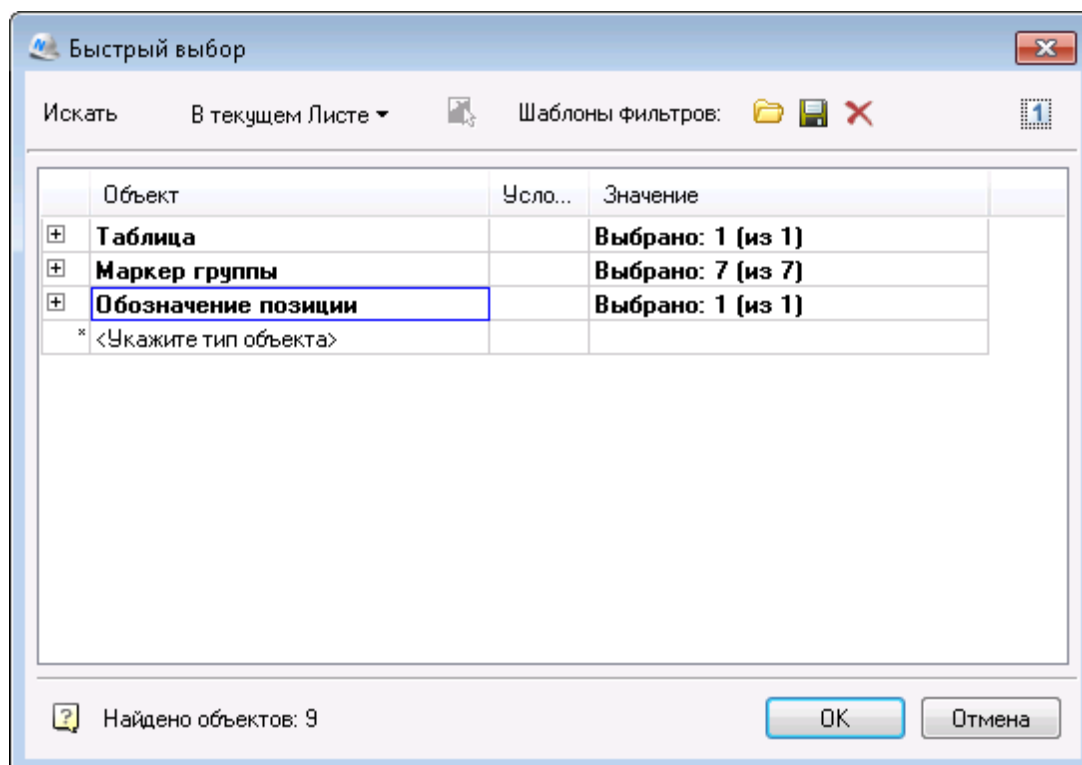 Быстрый выбор
Искать В текущем Листе Шаблоны фильтров: 1
Объект Усло... Значение
Таблица Выбрано: 1 (из 1)
Маркер группы Выбрано: 7 (из 7)
Обозначение позиции Выбрано: 1 (из 1)
* <Укажите тип объекта>
? Найдено объектов: 9 OK Отмена